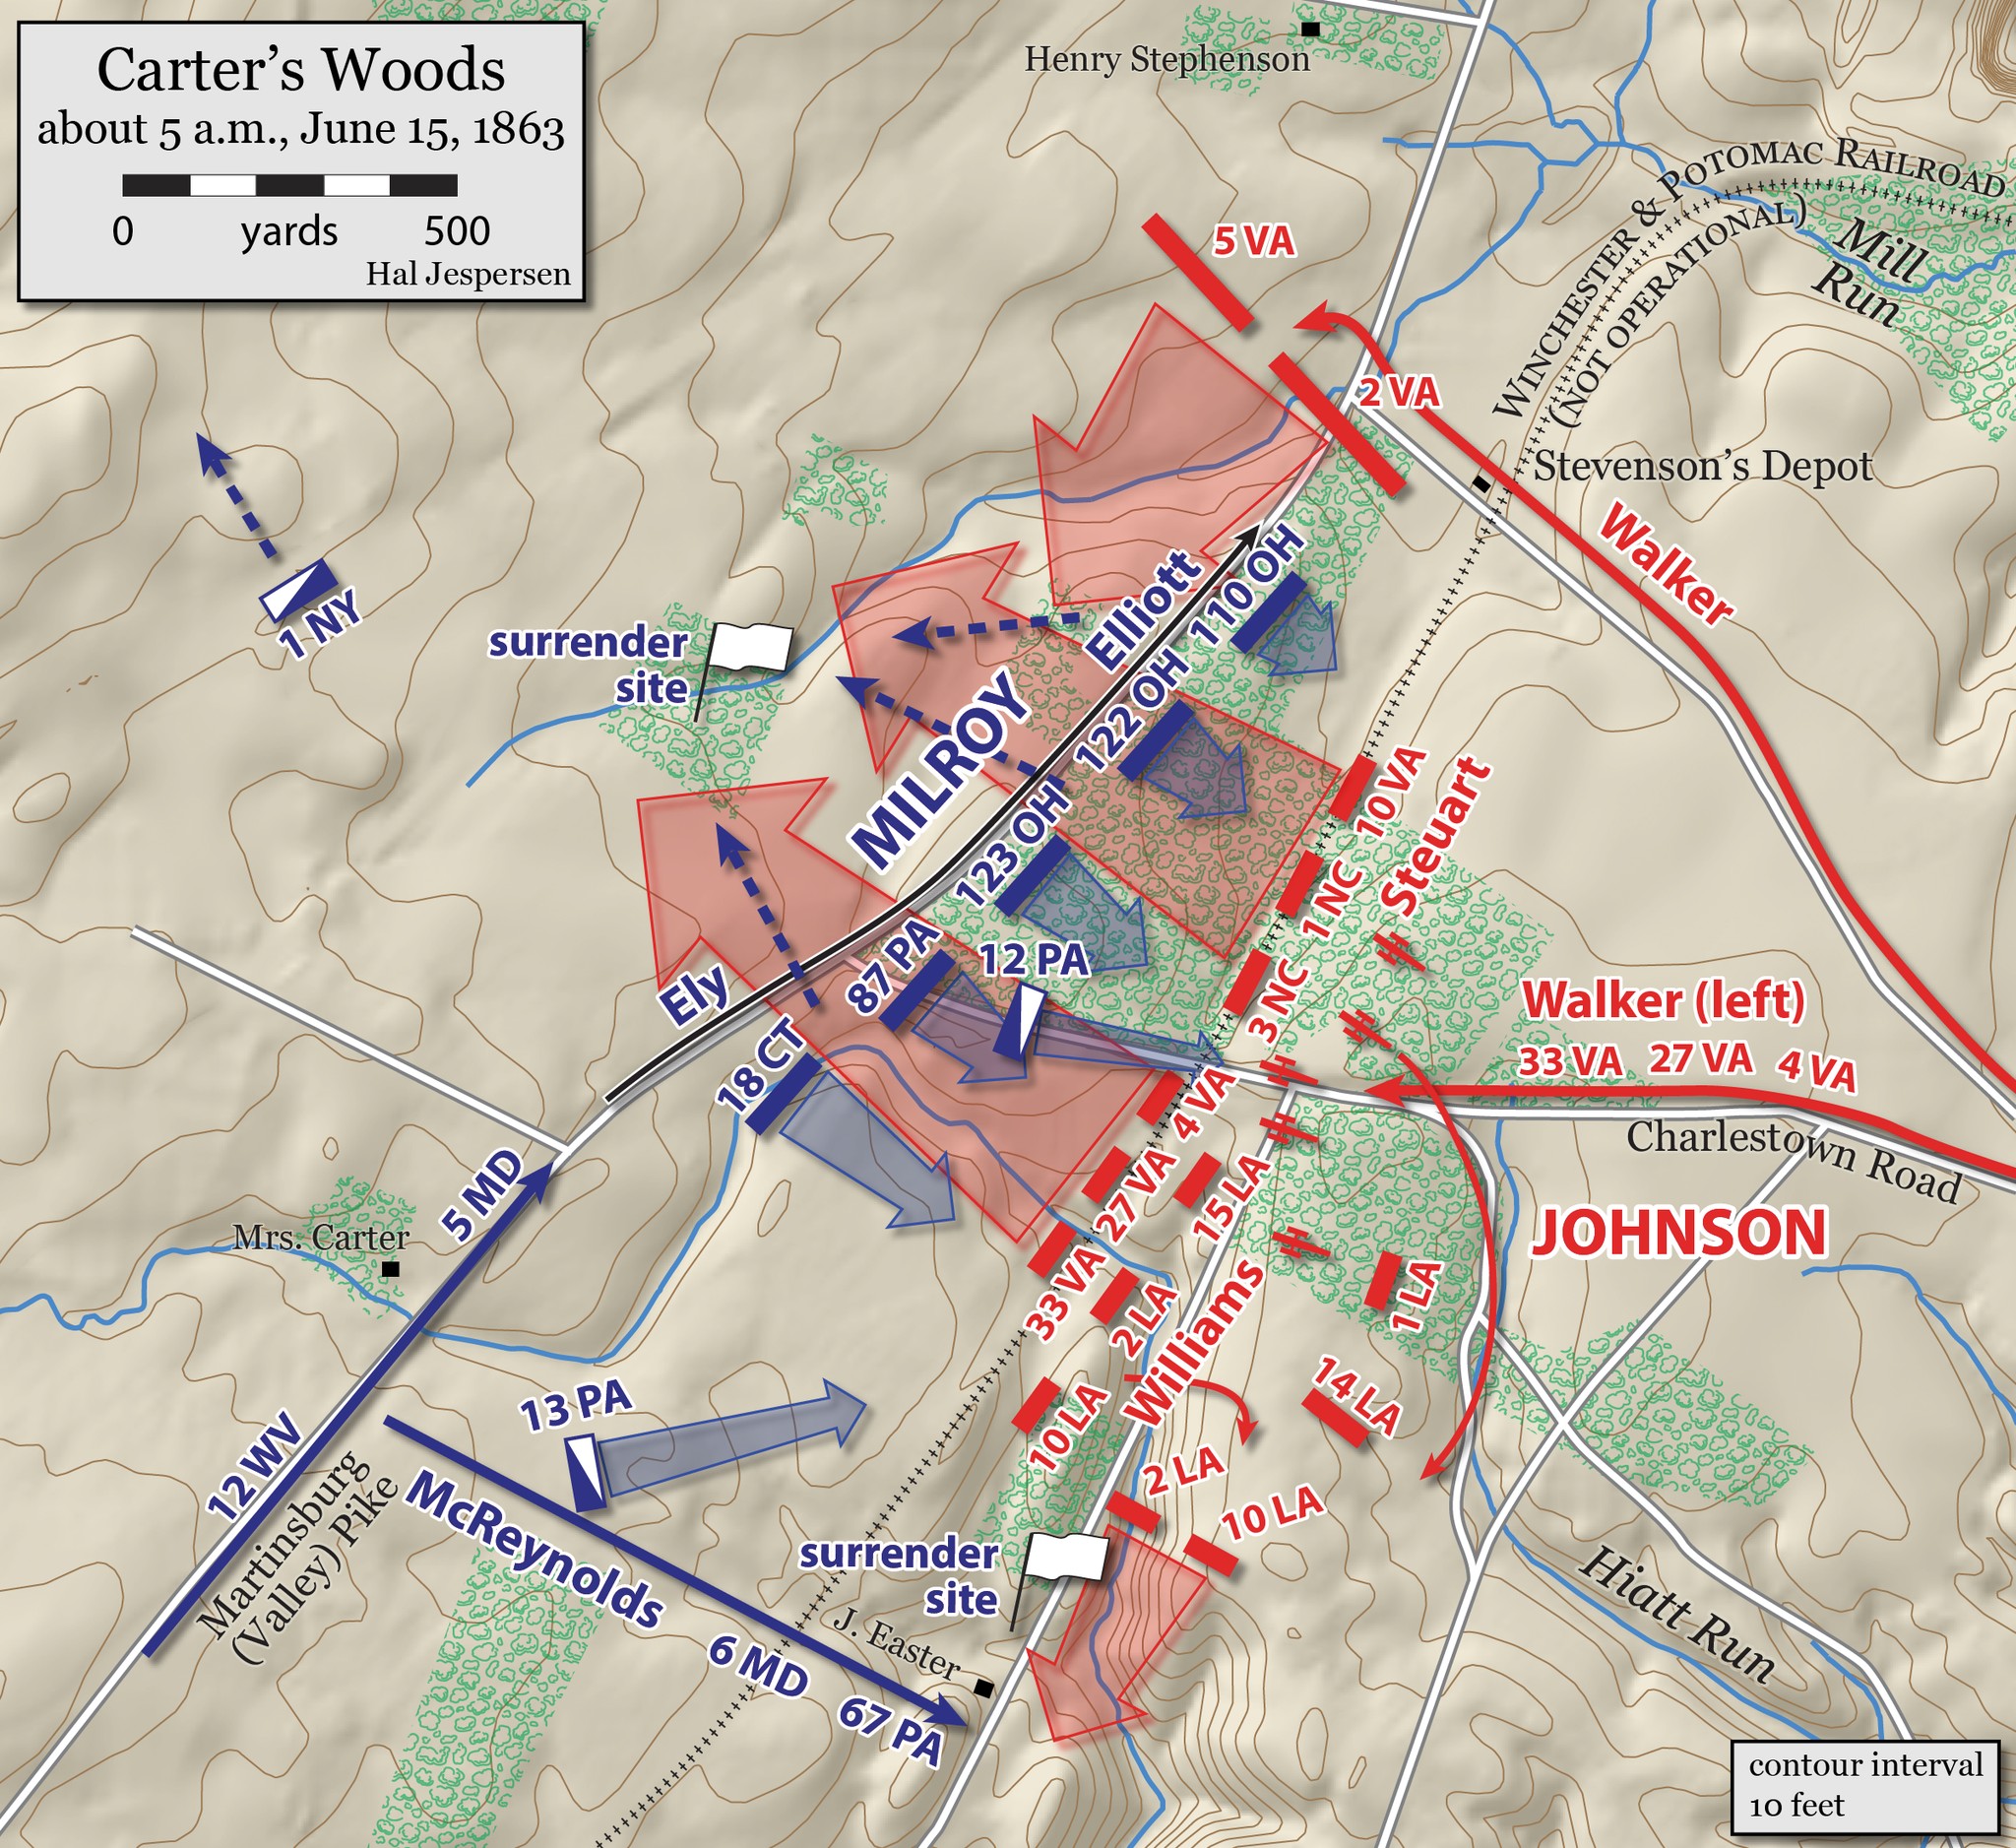 Carter's Woods
about 5 a.m., June 15, 1863
0 yards 500
Hal Jespersen
Henry Stephenson
WINCHESTER & POTOMAC RAILROAD
(NOT OPERATIONAL)
Mill
Run
5 VA
2 VA
Stevenson's Depot
Walker
1 NY
surrender
site
Elliott
110 OH
122 OH
MILROY
123 OH
10 VA
Steuart
1 NC
3 NC
87 PA
12 PA
Ely
18 CT
Walker (left)
33 VA 27 VA 4 VA
Charlestown Road
JOHNSON
4 VA
27 VA
33 VA
15 LA
2 LA
1 LA
Williams
14 LA
10 LA
2 LA
10 LA
5 MD
Mrs. Carter
12 WV
Martinsburg
(Valley) Pike
13 PA
McReynolds
6 MD
67 PA
surrender
site
J. Easter
Hiatt Run
contour interval
10 feet